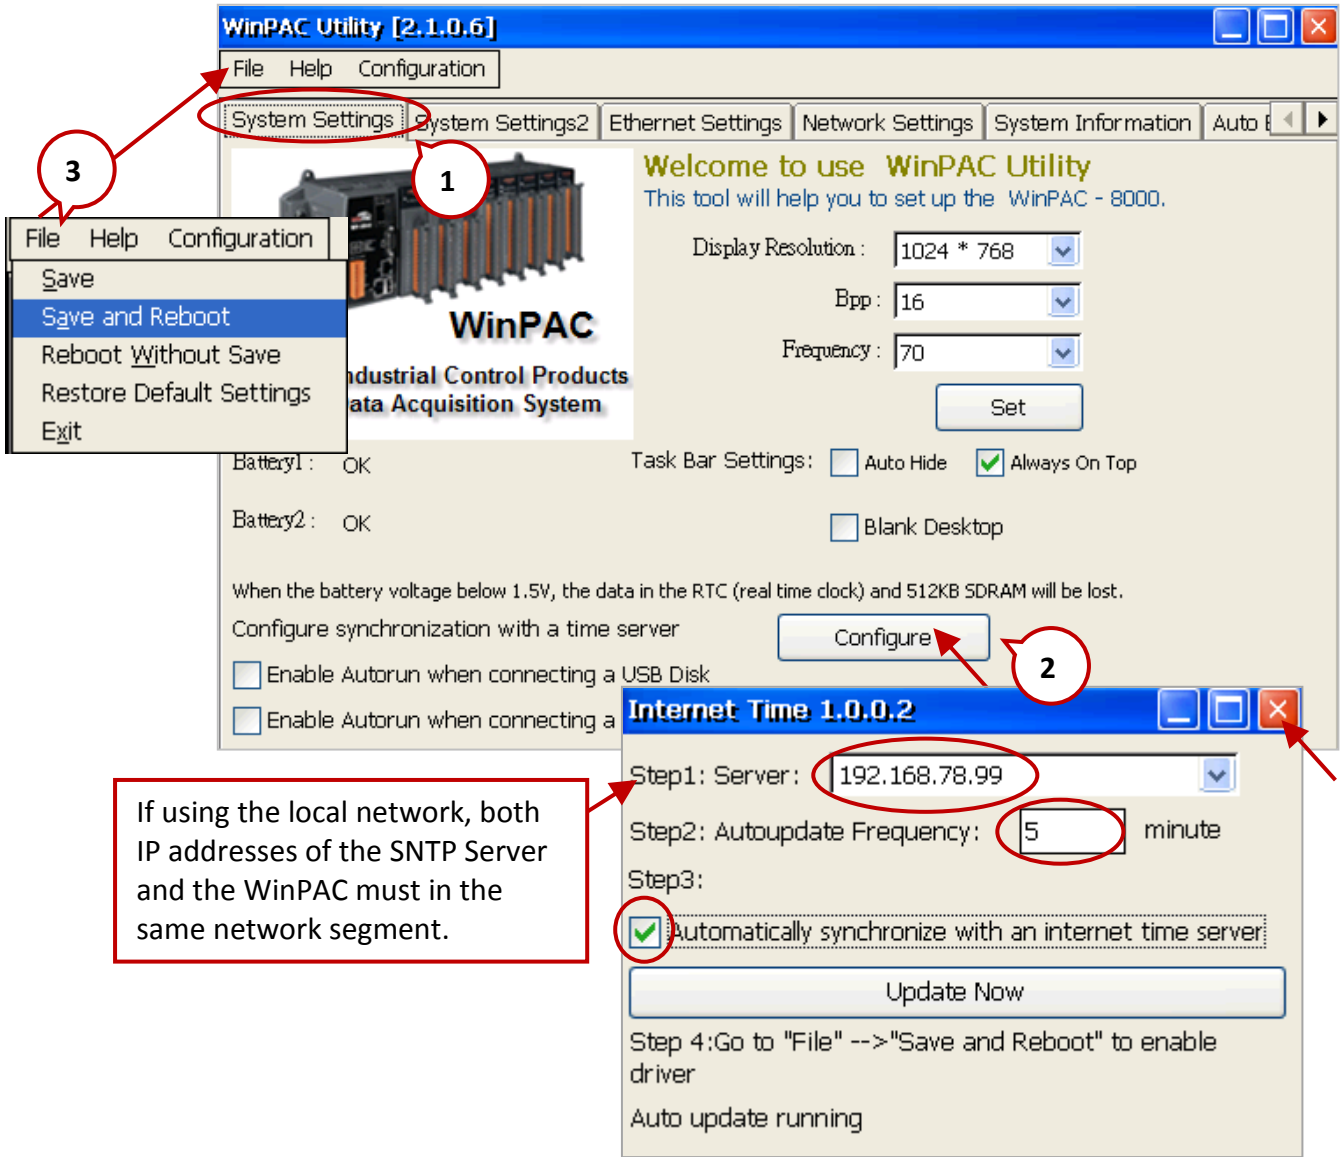 WinPAC Utility [2.1.0.6]
File Help Configuration
System Settings System Settings2 Ethernet Settings Network Settings System Information Auto
3
1
Welcome to use WinPAC Utility
This tool will help you to set up the WinPAC - 8000.
File Help Configuration
Save
Save and Reboot
Reboot Without Save
Restore Default Settings
Exit
Display Resolution : 1024 * 768
Bpp : 16
Frequency : 70
Set
WinPAC
ndustrial Control Products
ata Acquisition System
Battery1 : OK
Task Bar Settings: Auto Hide Always On Top
Battery2 : OK
Blank Desktop
When the battery voltage below 1.5V, the data in the RTC (real time clock) and 512KB SDRAM will be lost.
Configure synchronization with a time server Configure
2
Enable Autorun when connecting a USB Disk
Enable Autorun when connecting a
Internet Time 1.0.0.2
Step1: Server: 192.168.78.99
Step2: Autoupdate Frequency: 5 minute
Step3:
Automatically synchronize with an internet time server
Update Now
Step 4:Go to "File" -->"Save and Reboot" to enable
driver
Auto update running
If using the local network, both
IP addresses of the SNTP Server
and the WinPAC must in the
same network segment.